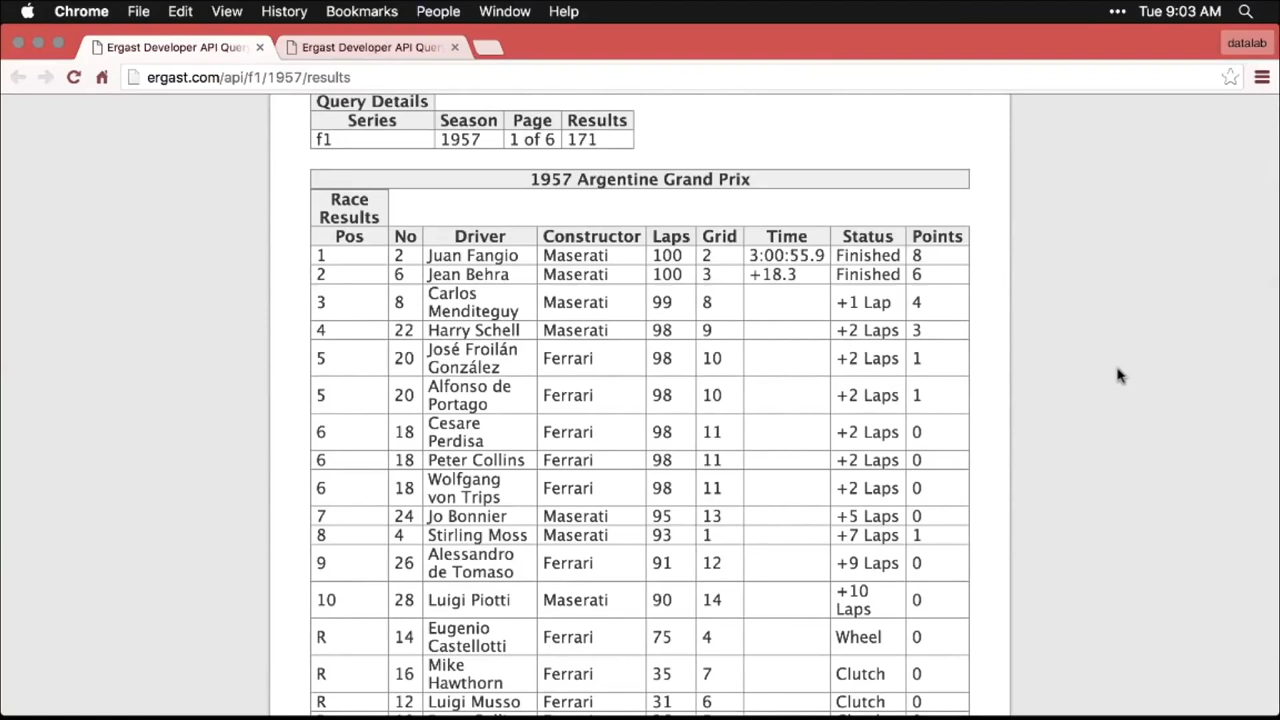 Chrome File Edit View History Bookmarks People Window Help ••• Tue 9:03 AM
Ergast Developer API Query × Ergast Developer API Query × datalab
ergast.com/api/f1/1957/results
Query Details
Series Season Page Results
f1 1957 1 of 6 171
1957 Argentine Grand Prix
Race
Results
Pos No Driver Constructor Laps Grid Time Status Points
1 2 Juan Fangio Maserati 100 2 3:00:55.9 Finished 8
2 6 Jean Behra Maserati 100 3 +18.3 Finished 6
3 8 Carlos
Menditeguy Maserati 99 8 +1 Lap 4
4 22 Harry Schell Maserati 98 9 +2 Laps 3
5 20 José Froilán
González Ferrari 98 10 +2 Laps 1
5 20 Alfonso de
Portago Ferrari 98 10 +2 Laps 1
6 18 Cesare
Perdisa Ferrari 98 11 +2 Laps 0
6 18 Peter Collins Ferrari 98 11 +2 Laps 0
6 18 Wolfgang
von Trips Ferrari 98 11 +2 Laps 0
7 24 Jo Bonnier Maserati 95 13 +5 Laps 0
8 4 Stirling Moss Maserati 93 1 +7 Laps 1
9 26 Alessandro
de Tomaso Ferrari 91 12 +9 Laps 0
10 28 Luigi Piotti Maserati 90 14 +10
Laps 0
R 14 Eugenio
Castellotti Ferrari 75 4 Wheel 0
R 16 Mike
Hawthorn Ferrari 35 7 Clutch 0
R 12 Luigi Musso Ferrari 31 6 Clutch 0